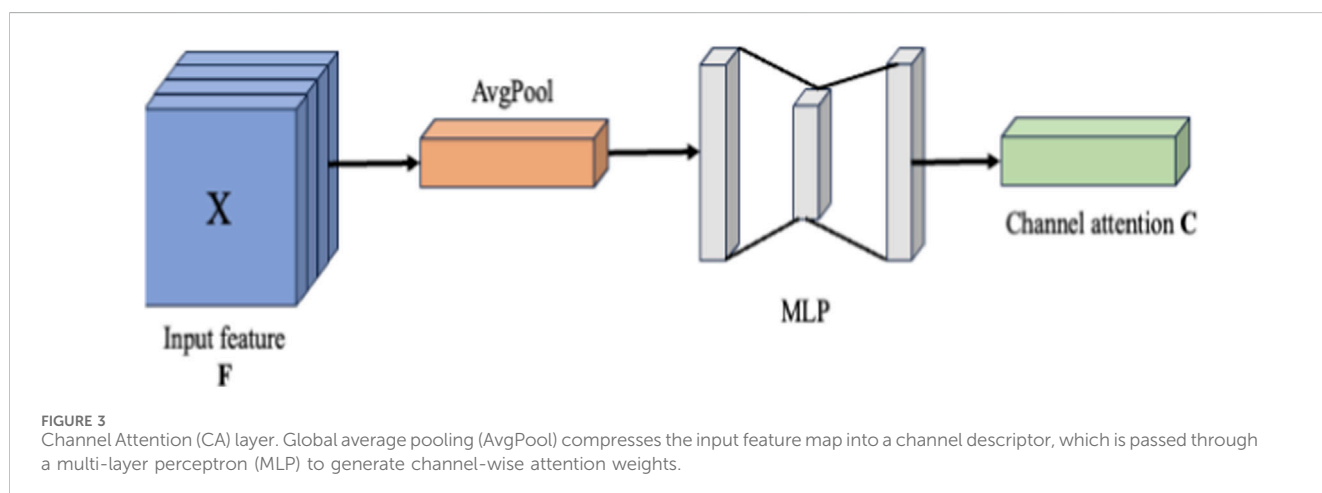 AvgPool
X
Input feature
F
MLP
Channel attention C
FIGURE 3
Channel Attention (CA) layer. Global average pooling (AvgPool) compresses the input feature map into a channel descriptor, which is passed through
a multi-layer perceptron (MLP) to generate channel-wise attention weights.